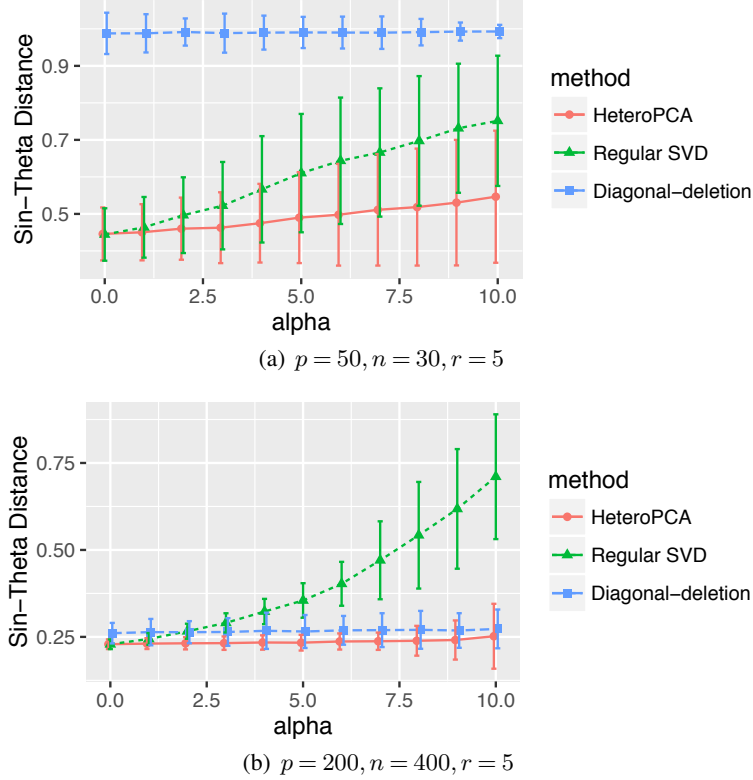 Sin−Theta Distance
0.9
0.7
0.5
0.0 2.5 5.0 7.5 10.0
alpha
method
HeteroPCA
Regular SVD
Diagonal−deletion
(a) p = 50, n = 30, r = 5
Sin−Theta Distance
0.75
0.50
0.25
0.0 2.5 5.0 7.5 10.0
alpha
method
HeteroPCA
Regular SVD
Diagonal−deletion
(b) p = 200, n = 400, r = 5